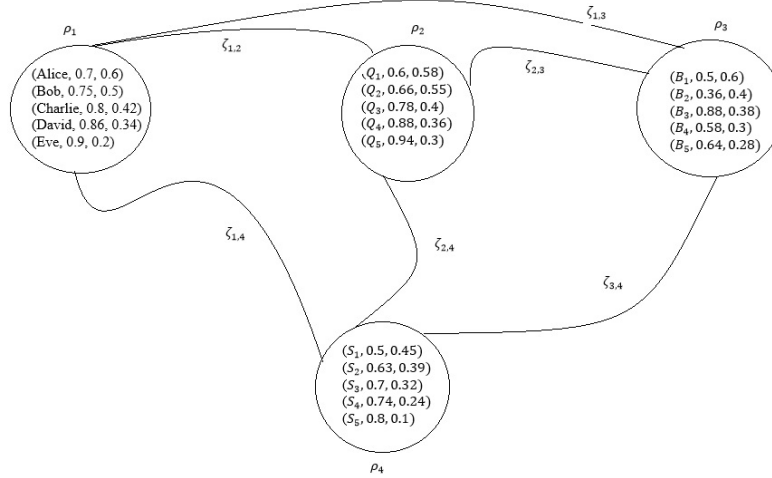 ζ₁,₃
ρ₁
ρ₂
ρ₃
ζ₁,₂
ζ₂,₃
(Alice, 0.7, 0.6)
(Bob, 0.75, 0.5)
(Charlie, 0.8, 0.42)
(David, 0.86, 0.34)
(Eve, 0.9, 0.2)
(Q₁, 0.6, 0.58)
(Q₂, 0.66, 0.55)
(Q₃, 0.78, 0.4)
(Q₄, 0.88, 0.36)
(Q₅, 0.94, 0.3)
(B₁, 0.5, 0.6)
(B₂, 0.36, 0.4)
(B₃, 0.88, 0.38)
(B₄, 0.58, 0.3)
(B₅, 0.64, 0.28)
ζ₁,₄
ζ₂,₄
ζ₃,₄
(S₁, 0.5, 0.45)
(S₂, 0.63, 0.39)
(S₃, 0.7, 0.32)
(S₄, 0.74, 0.24)
(S₅, 0.8, 0.1)
ρ₄